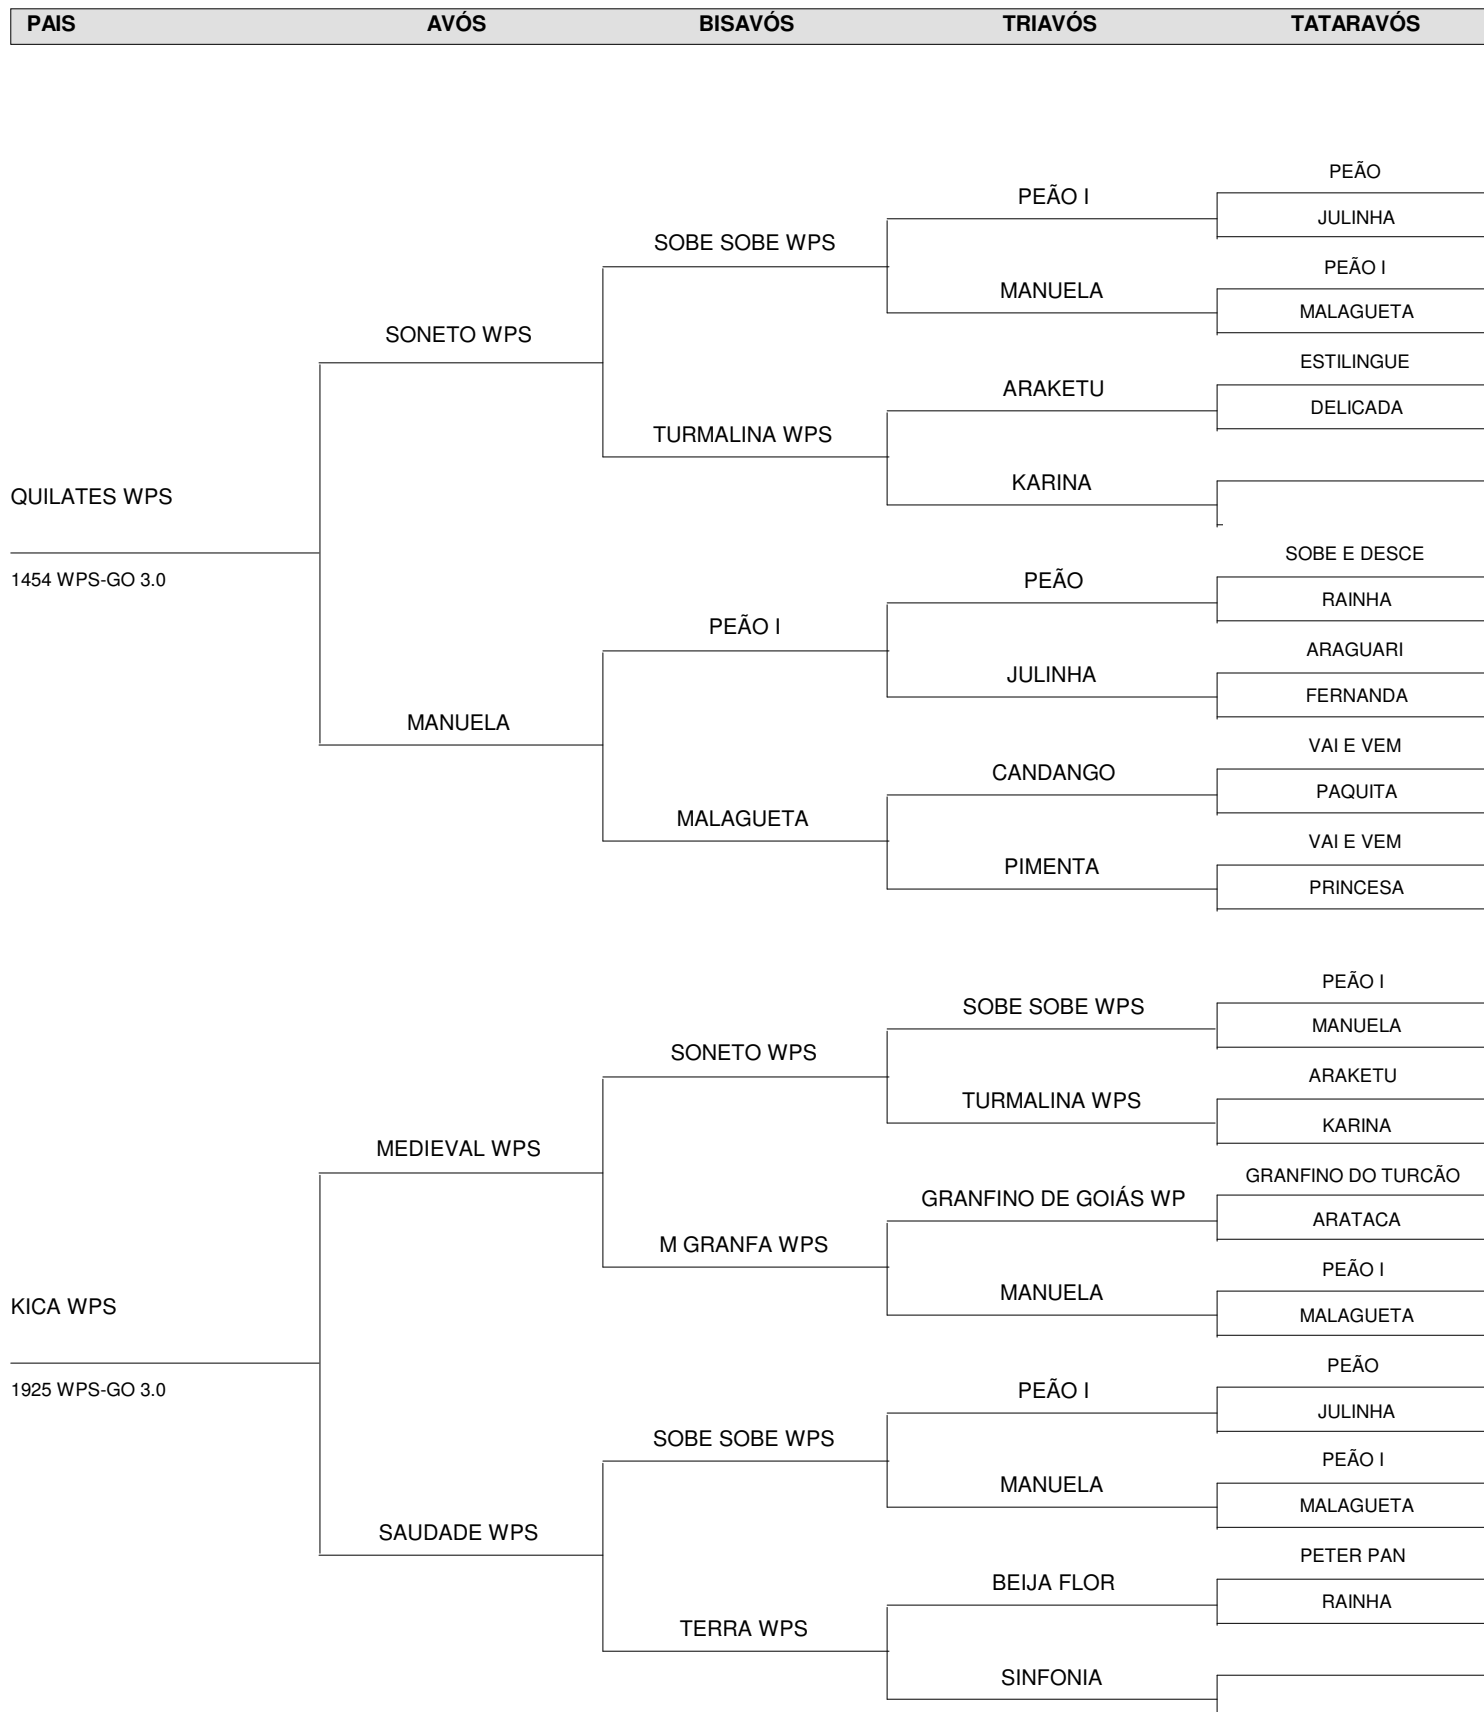 PAIS AVÓS BISAVÓS TRIAVÓS TATARAVÓS
PEÃO
PEÃO I
JULINHA
SOBE SOBE WPS
PEÃO I
MANUELA
MALAGUETA
SONETO WPS
ESTILINGUE
ARAKETU
DELICADA
TURMALINA WPS
KARINA
QUILATES WPS
SOBE E DESCE
1454 WPS-GO 3.0
PEÃO
RAINHA
PEÃO I
ARAGUARI
JULINHA
FERNANDA
MANUELA
VAI E VEM
CANDANGO
PAQUITA
MALAGUETA
VAI E VEM
PIMENTA
PRINCESA
PEÃO I
SOBE SOBE WPS
MANUELA
SONETO WPS
ARAKETU
TURMALINA WPS
KARINA
MEDIEVAL WPS
GRANFINO DO TURCÃO
GRANFINO DE GOIÁS WP
ARATACA
M GRANFA WPS
PEÃO I
MANUELA
MALAGUETA
KICA WPS
PEÃO
1925 WPS-GO 3.0
PEÃO I
JULINHA
SOBE SOBE WPS
PEÃO I
MANUELA
MALAGUETA
SAUDADE WPS
PETER PAN
BEIJA FLOR
RAINHA
TERRA WPS
SINFONIA